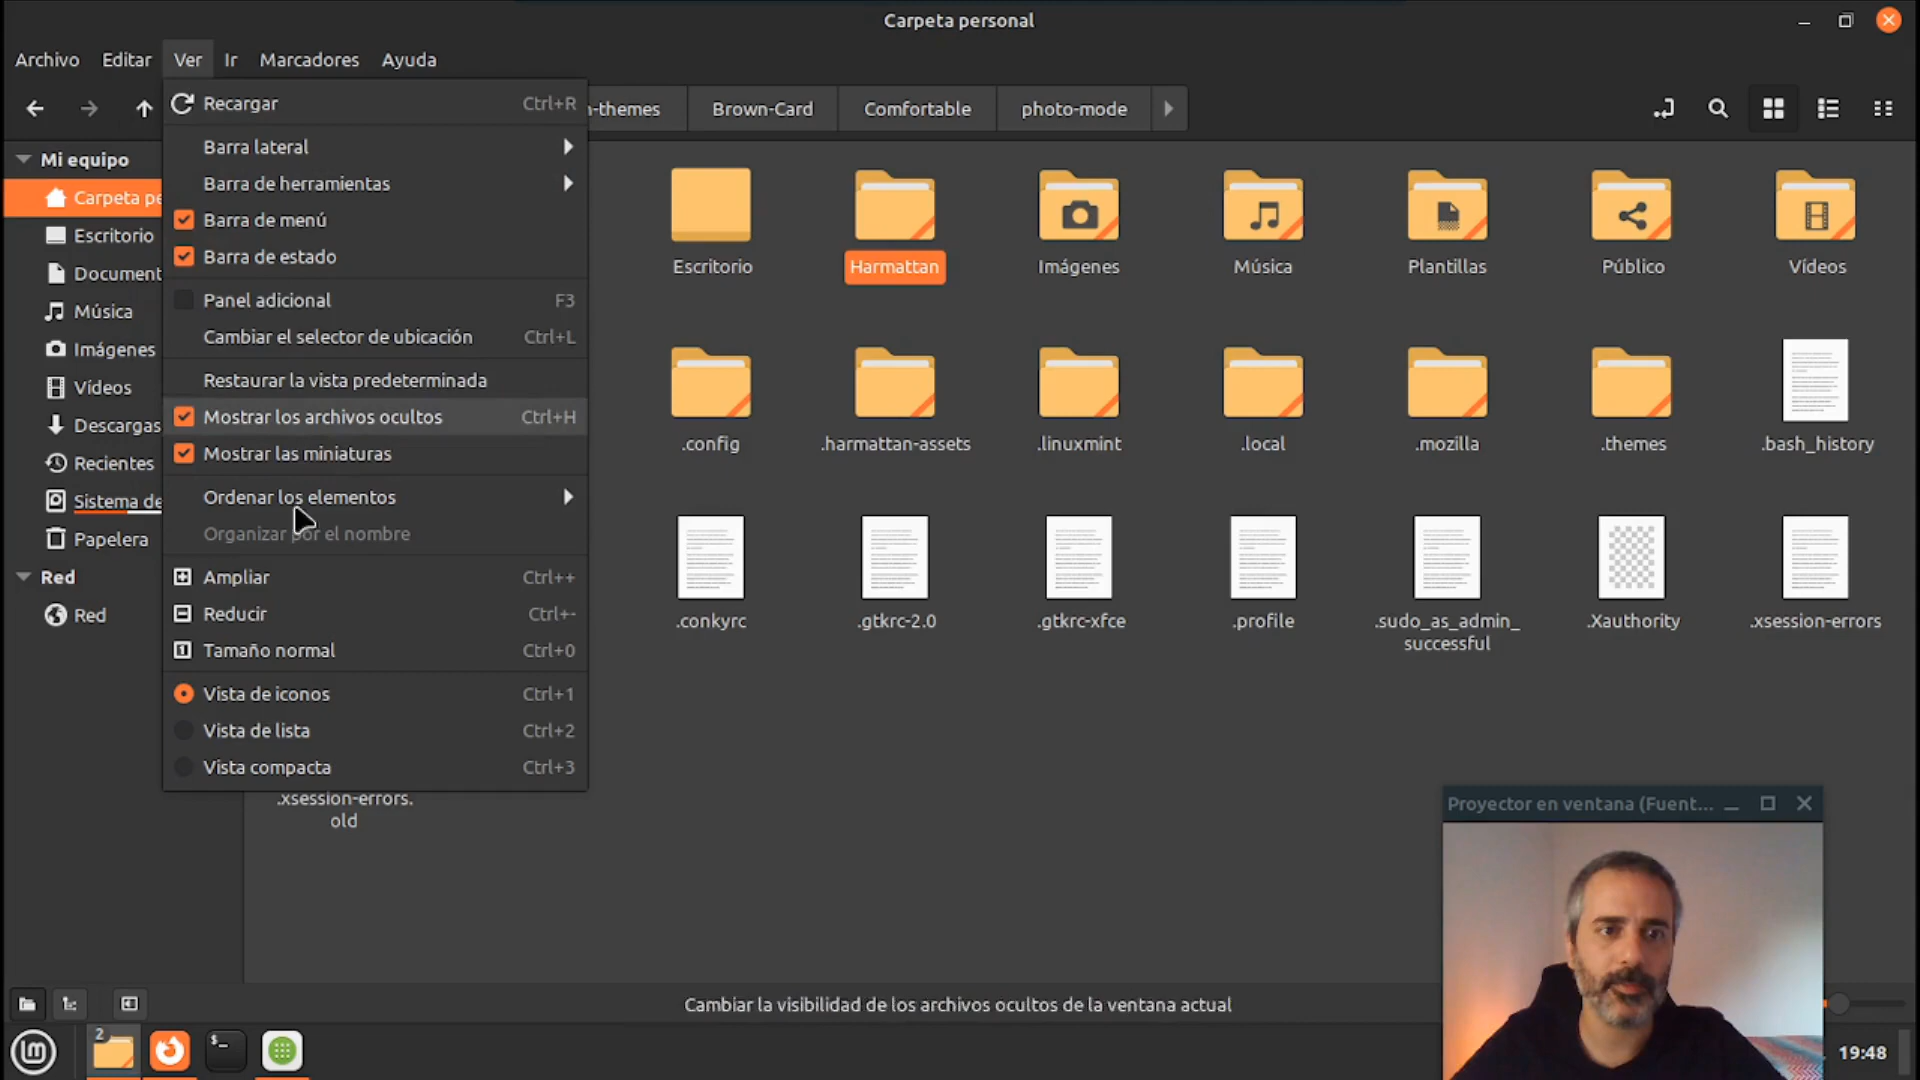 Carpeta personal
Archivo Editar Ver Ir Marcadores Ayuda
Recargar Ctrl+R
Barra lateral
Barra de herramientas
Barra de menú
Barra de estado
Panel adicional F3
Cambiar el selector de ubicación Ctrl+L
Restaurar la vista predeterminada
Mostrar los archivos ocultos Ctrl+H
Mostrar las miniaturas
Ordenar los elementos
Organizar por el nombre
Ampliar Ctrl++
Reducir Ctrl+-
Tamaño normal Ctrl+0
Vista de iconos Ctrl+1
Vista de lista Ctrl+2
Vista compacta Ctrl+3
-themes Brown-Card Comfortable photo-mode
Mi equipo
Carpeta pe
Escritorio
Document
Música
Imágenes
Vídeos
Descargas
Recientes
Sistema de
Papelera
Red
Red
Escritorio Harmattan Imágenes Música Plantillas Público Vídeos
.config .harmattan-assets .linuxmint .local .mozilla .themes .bash_history
.conkyrc .gtkrc-2.0 .gtkrc-xfce .profile .sudo_as_admin_ .Xauthority .xsession-errors
successful
.xsession-errors.
old
Proyector en ventana (Fuent...
Cambiar la visibilidad de los archivos ocultos de la ventana actual
2
19:48